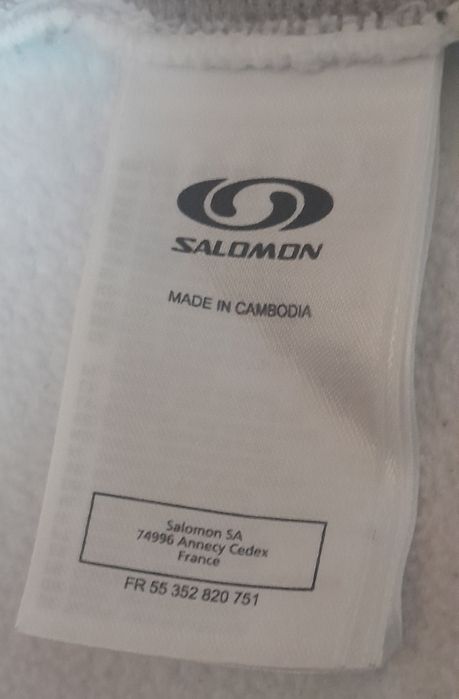 SALOMON
MADE IN CAMBODIA
Salomon SA
74996 Annecy Cedex
France
FR 55 352 820 751